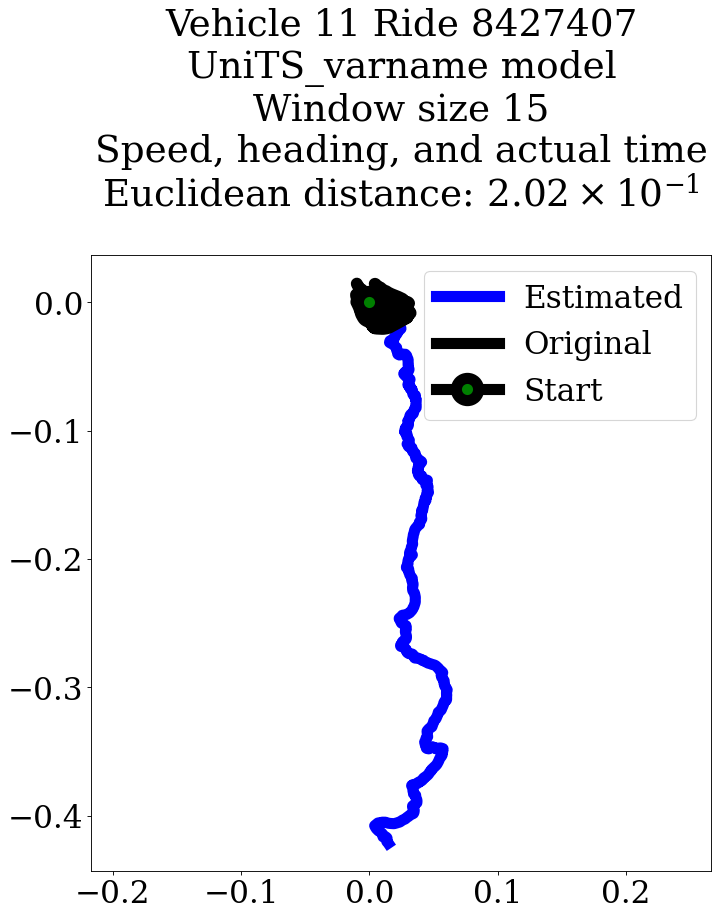 Vehicle 11 Ride 8427407
UniTS_varname model
Window size 15
Speed, heading, and actual time
Euclidean distance: 2.02 × 10⁻¹
Estimated
Original
Start
0.0
−0.1
−0.2
−0.3
−0.4
−0.2 −0.1 0.0 0.1 0.2